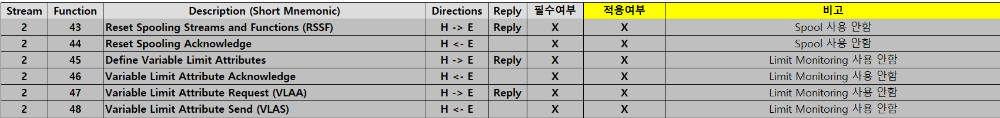 Stream Function Description (Short Mnemonic) Directions Reply 필수여부 적용여부 비고
2 43 Reset Spooling Streams and Functions (RSSF) H -> E Reply X X Spool 사용 안함
2 44 Reset Spooling Acknowledge H <- E X X Spool 사용 안함
2 45 Define Variable Limit Attributes H -> E Reply X X Limit Monitoring 사용 안함
2 46 Variable Limit Attribute Acknowledge H <- E X X Limit Monitoring 사용 안함
2 47 Variable Limit Attribute Request (VLAA) H -> E Reply X X Limit Monitoring 사용 안함
2 48 Variable Limit Attribute Send (VLAS) H <- E X X Limit Monitoring 사용 안함